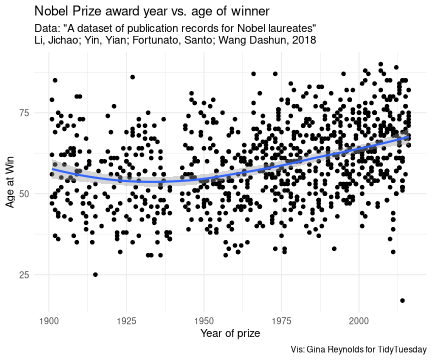 Nobel Prize award year vs. age of winner
Data: "A dataset of publication records for Nobel laureates"
Li, Jichao; Yin, Yian; Fortunato, Santo; Wang Dashun, 2018
75
50
25
Age at Win
1900
1925
1950
1975
2000
Year of prize
Vis: Gina Reynolds for TidyTuesday